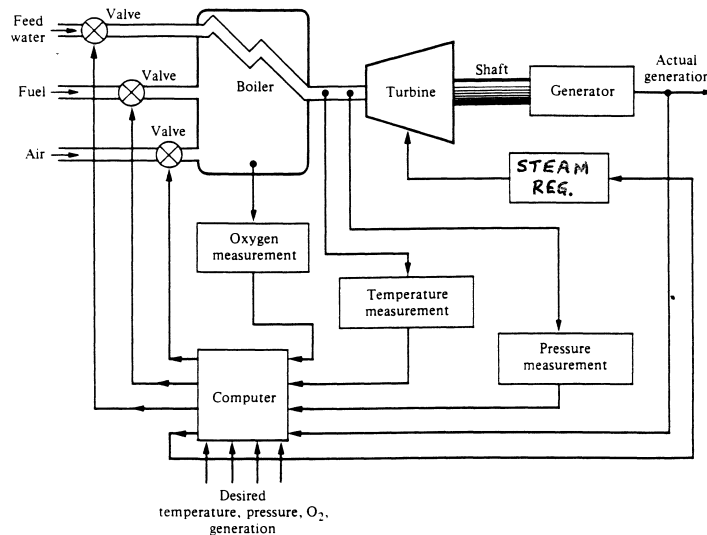 Feed
water
Valve
Fuel
Valve
Air
Valve
Boiler
Turbine
Shaft
Generator
Actual
generation
STEAM
REG.
Oxygen
measurement
Temperature
measurement
Pressure
measurement
Computer
Desired
temperature, pressure, O₂,
generation